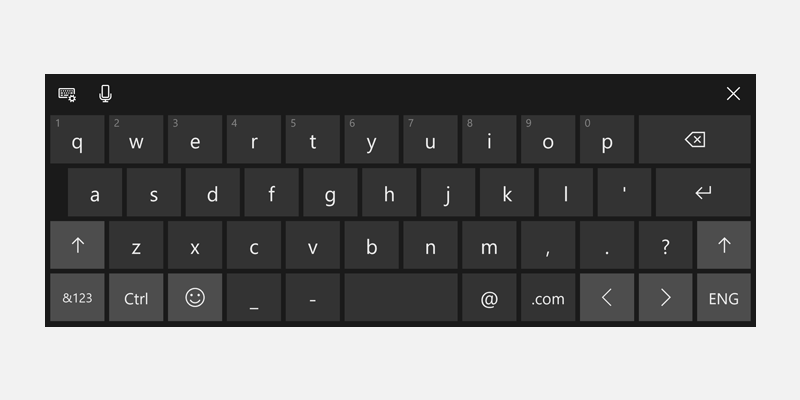 1 2 3 4 5 6 7 8 9 0
q w e r t y u i o p
a s d f g h j k l '
z x c v b n m , . ?
&123 Ctrl _ - @ .com < > ENG